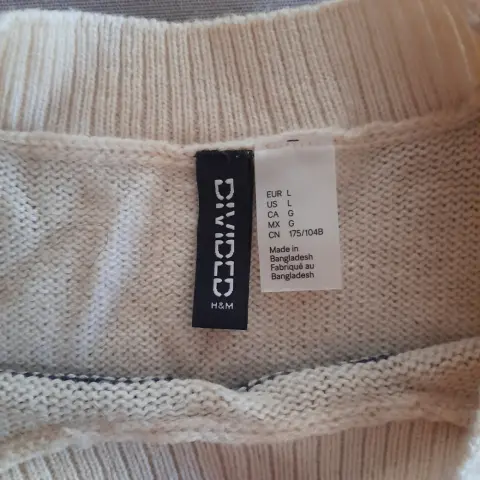 DIVIDED
H&M
EUR L
US L
CA G
MX G
CN 175/104B
Made in
Bangladesh
Fabriqué au
Bangladesh